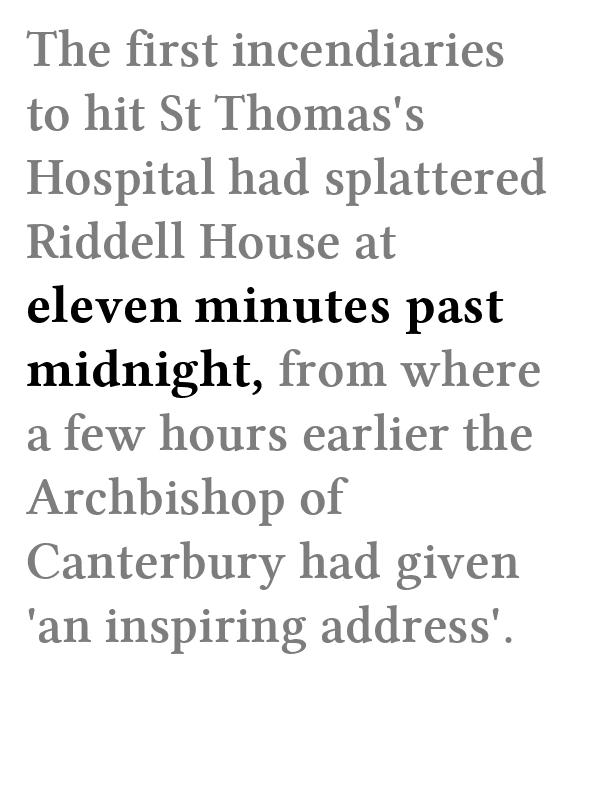 The first incendiaries
to hit St Thomas's
Hospital had splattered
Riddell House at
eleven minutes past
midnight, from where
a few hours earlier the
Archbishop of
Canterbury had given
'an inspiring address'.